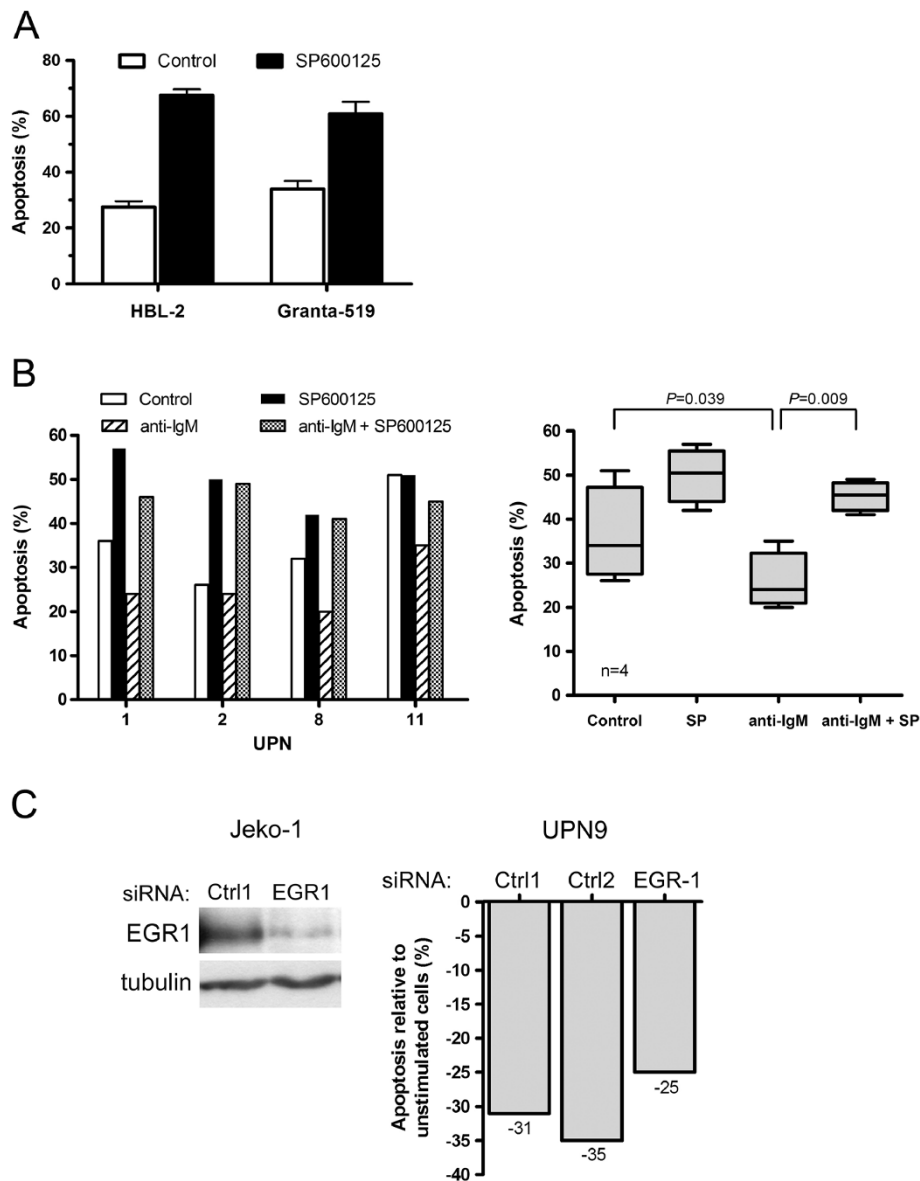 A
Control SP600125
Apoptosis (%)
80
60
40
20
0
HBL-2 Granta-519
B
Control SP600125
anti-IgM anti-IgM + SP600125
Apoptosis (%)
60
50
40
30
20
10
0
1 2 8 11
UPN
P=0.039 P=0.009
Apoptosis (%)
60
50
40
30
20
10
0
n=4
Control SP anti-IgM anti-IgM + SP
C
Jeko-1
siRNA: Ctrl1 EGR1
EGR1
tubulin
UPN9
siRNA: Ctrl1 Ctrl2 EGR-1
Apoptosis relative to
unstimulated cells (%)
0
-5
-10
-15
-20
-25
-30
-35
-40
-31
-35
-25